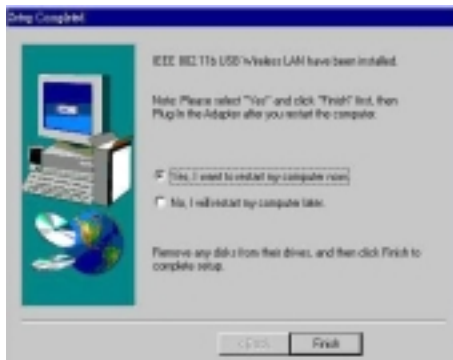 Setup Complete
IEEE 802.11b USB Wireless LAN have been installed.
Note: Please select "Yes" and click "Finish" first, then
Plug In the Adapter after you restart the computer.
Yes, I want to restart my computer now.
No, I will restart my computer later.
Remove any disks from their drives, and then click Finish to
complete setup.
< Back
Finish